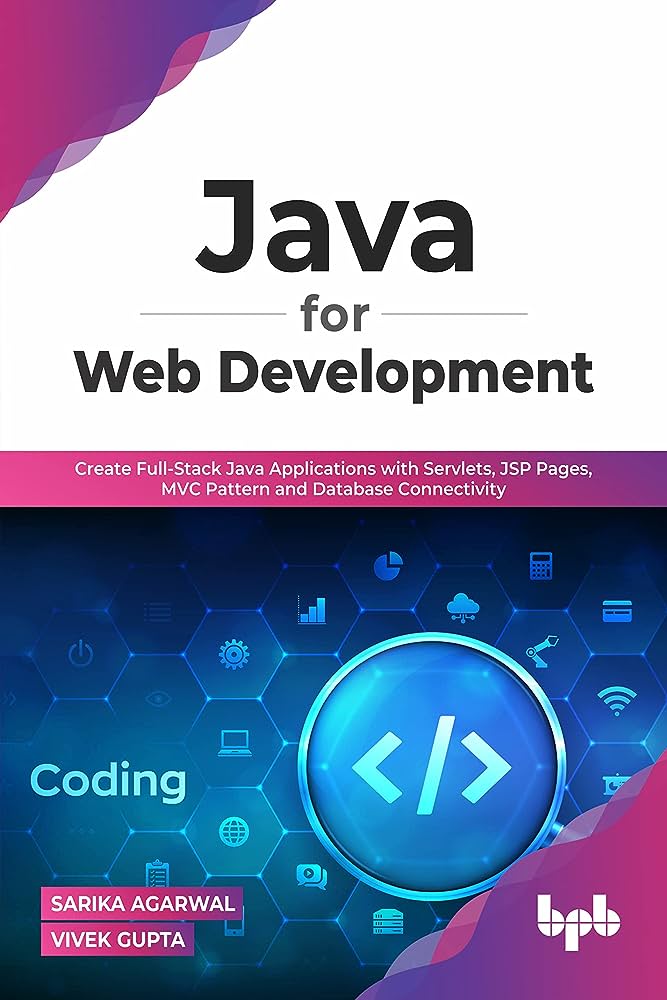 Java
for
Web Development
Create Full-Stack Java Applications with Servlets, JSP Pages,
MVC Pattern and Database Connectivity
</>
Coding
SARIKA AGARWAL
VIVEK GUPTA
bpb